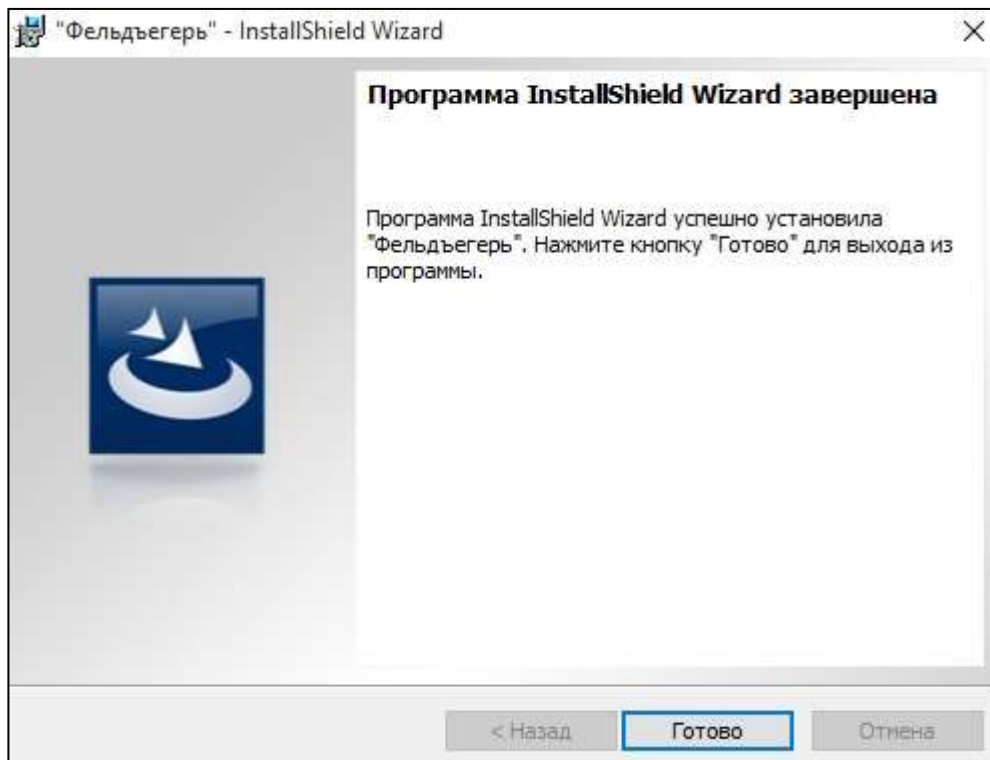 "Фельдъегерь" - InstallShield Wizard
Программа InstallShield Wizard завершена
Программа InstallShield Wizard успешно установила
"Фельдъегерь". Нажмите кнопку "Готово" для выхода из
программы.
< Назад
Готово
Отмена